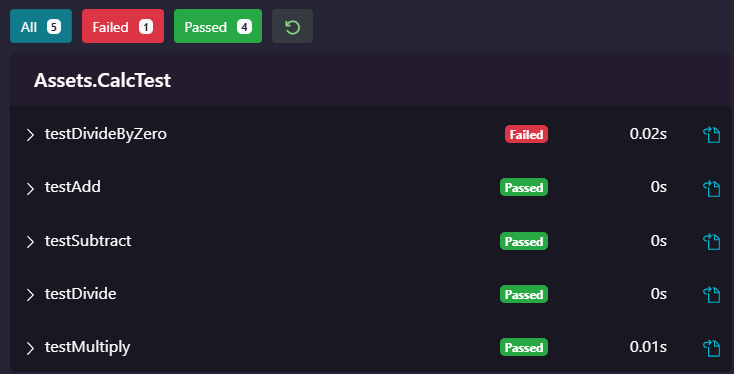 All 5 Failed 1 Passed 4
Assets.CalcTest
testDivideByZero Failed 0.02s
testAdd Passed 0s
testSubtract Passed 0s
testDivide Passed 0s
testMultiply Passed 0.01s